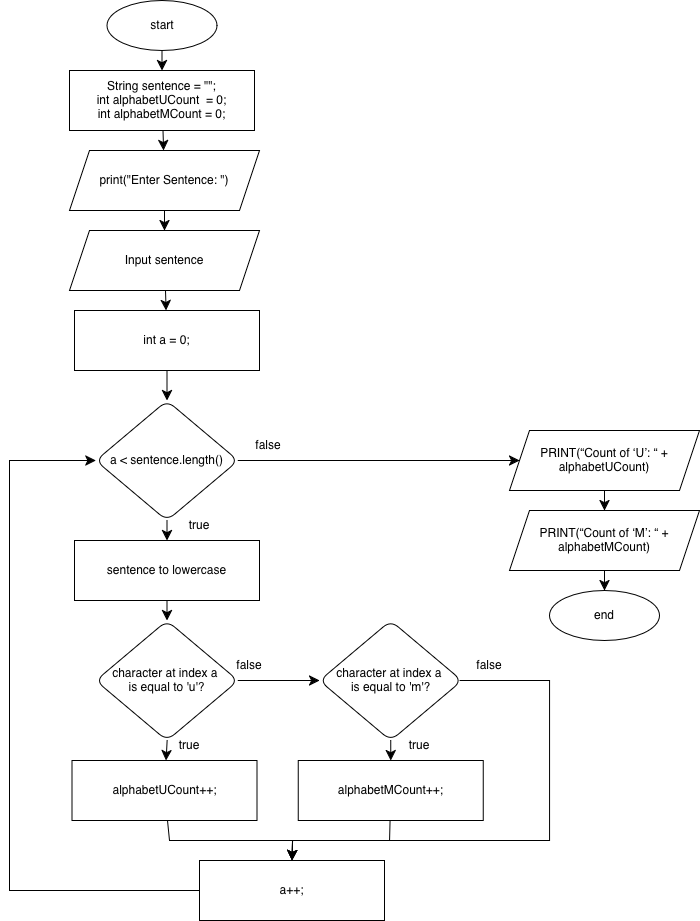 start
String sentence = "";
int alphabetUCount  = 0;
int alphabetMCount = 0;
print("Enter Sentence: ")
Input sentence
int a = 0;
a < sentence.length()
false
true
PRINT(“Count of ‘U’: “ +
alphabetUCount)
PRINT(“Count of ‘M’: “ +
alphabetMCount)
end
sentence to lowercase
character at index a
is equal to 'u'?
false
true
character at index a
is equal to 'm'?
false
true
alphabetUCount++;
alphabetMCount++;
a++;